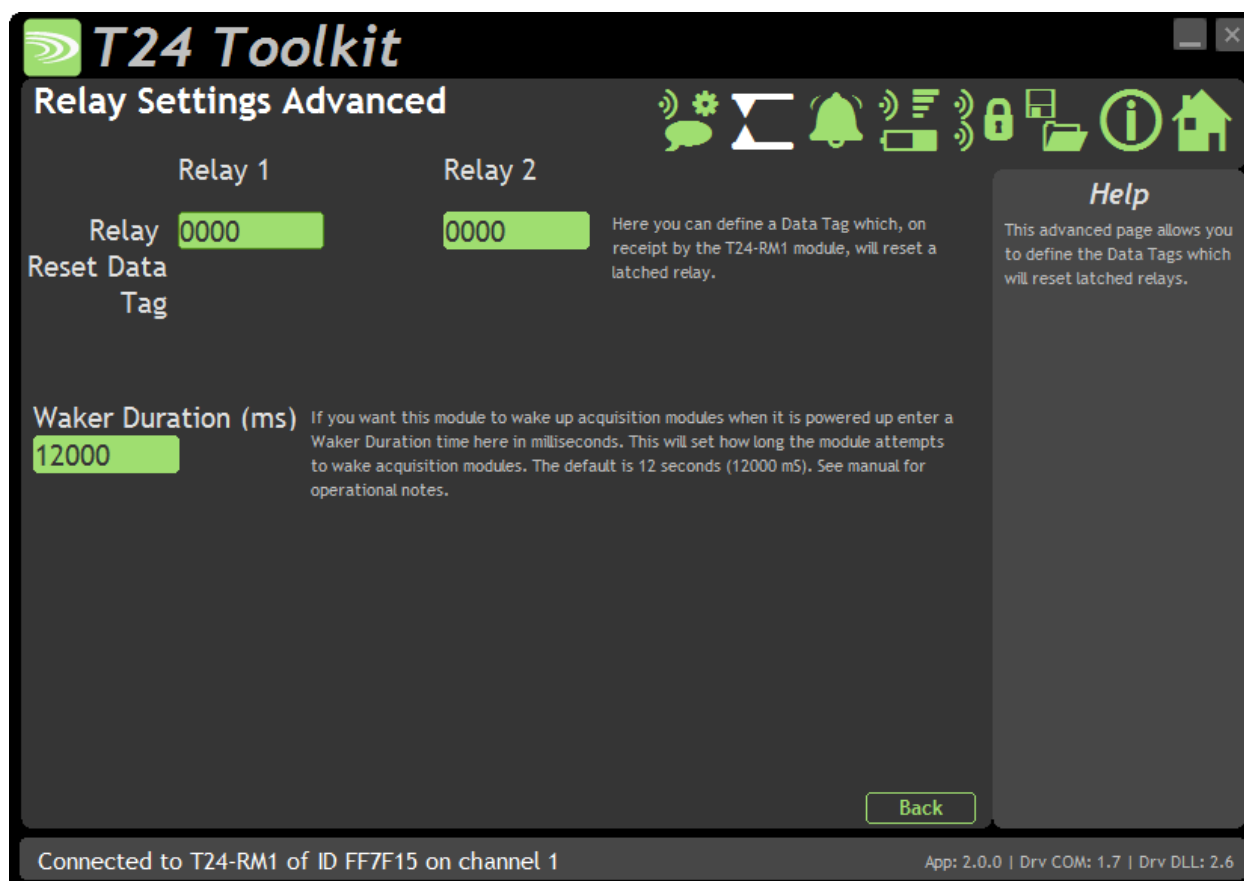 T24 Toolkit
Relay Settings Advanced
Relay 1
Relay 2
Relay
Reset Data
Tag
0000
0000
Here you can define a Data Tag which, on
receipt by the T24-RM1 module, will reset a
latched relay.
Waker Duration (ms)
12000
If you want this module to wake up acquisition modules when it is powered up enter a
Waker Duration time here in milliseconds. This will set how long the module attempts
to wake acquisition modules. The default is 12 seconds (12000 mS). See manual for
operational notes.
Back
Help
This advanced page allows you
to define the Data Tags which
will reset latched relays.
Connected to T24-RM1 of ID FF7F15 on channel 1
App: 2.0.0 | Drv COM: 1.7 | Drv DLL: 2.6